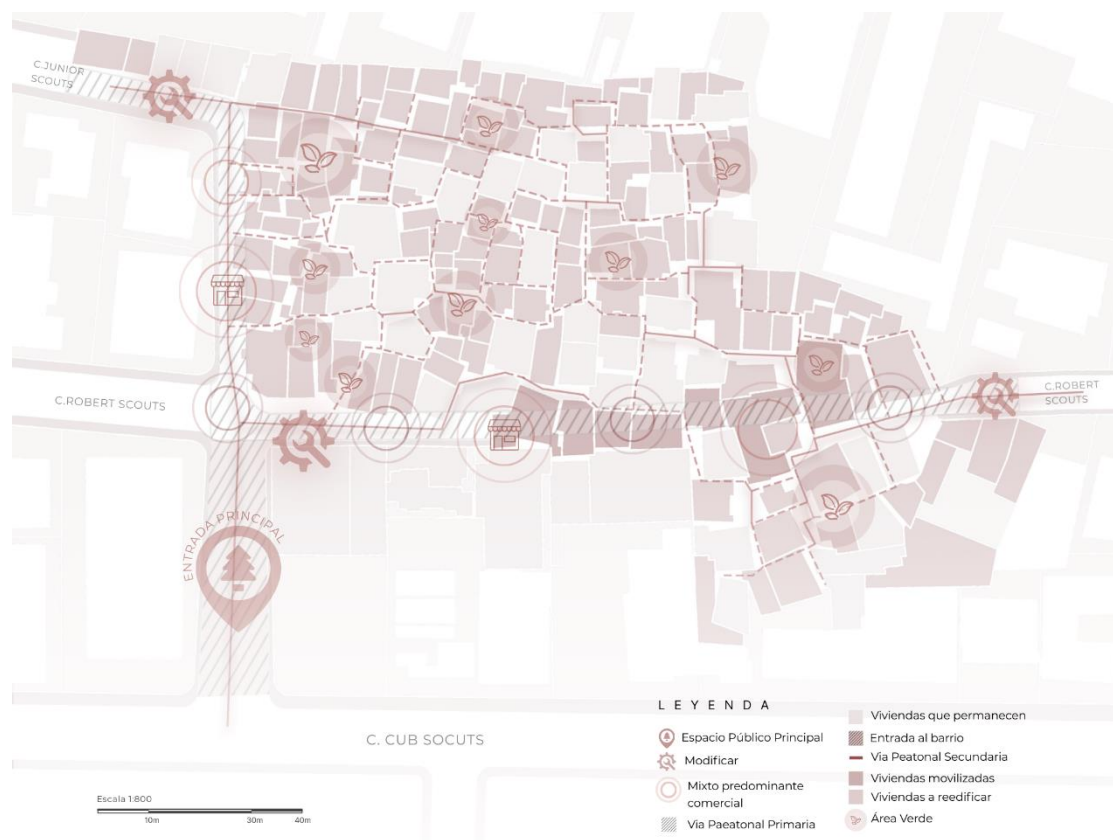 C.JUNIOR
SCOUTS
C.ROBERT SCOUTS
C.ROBERT
SCOUTS
ENTRADA PRINCIPAL
C. CUB SOCUTS
LEYENDA
Espacio Público Principal
Modificar
Mixto predominante
comercial
Via Paeatonal Primaria
Viviendas que permanecen
Entrada al barrio
Via Peatonal Secundaria
Viviendas movilizadas
Viviendas a reedificar
Área Verde
Escala 1:800
10m 30m 40m